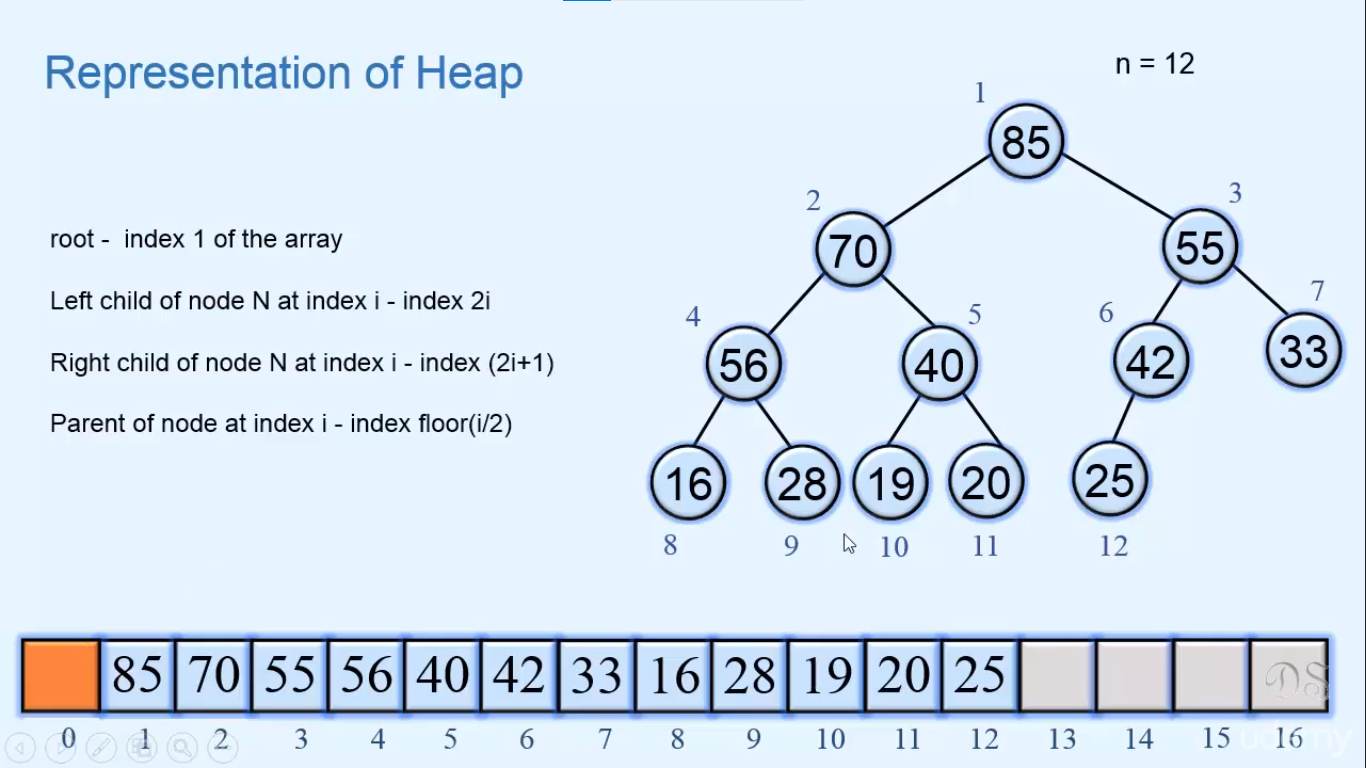 Representation of Heap
n = 12
1
85
2
3
70
55
root -  index 1 of the array
Left child of node N at index i - index 2i
Right child of node N at index i - index (2i+1)
Parent of node at index i - index floor(i/2)
4
5
6
7
56
40
42
33
16
28
19
20
25
8
9
10
11
12
85 70 55 56 40 42 33 16 28 19 20 25
DS
0 1 2 3 4 5 6 7 8 9 10 11 12 13 14 15 16
udemy